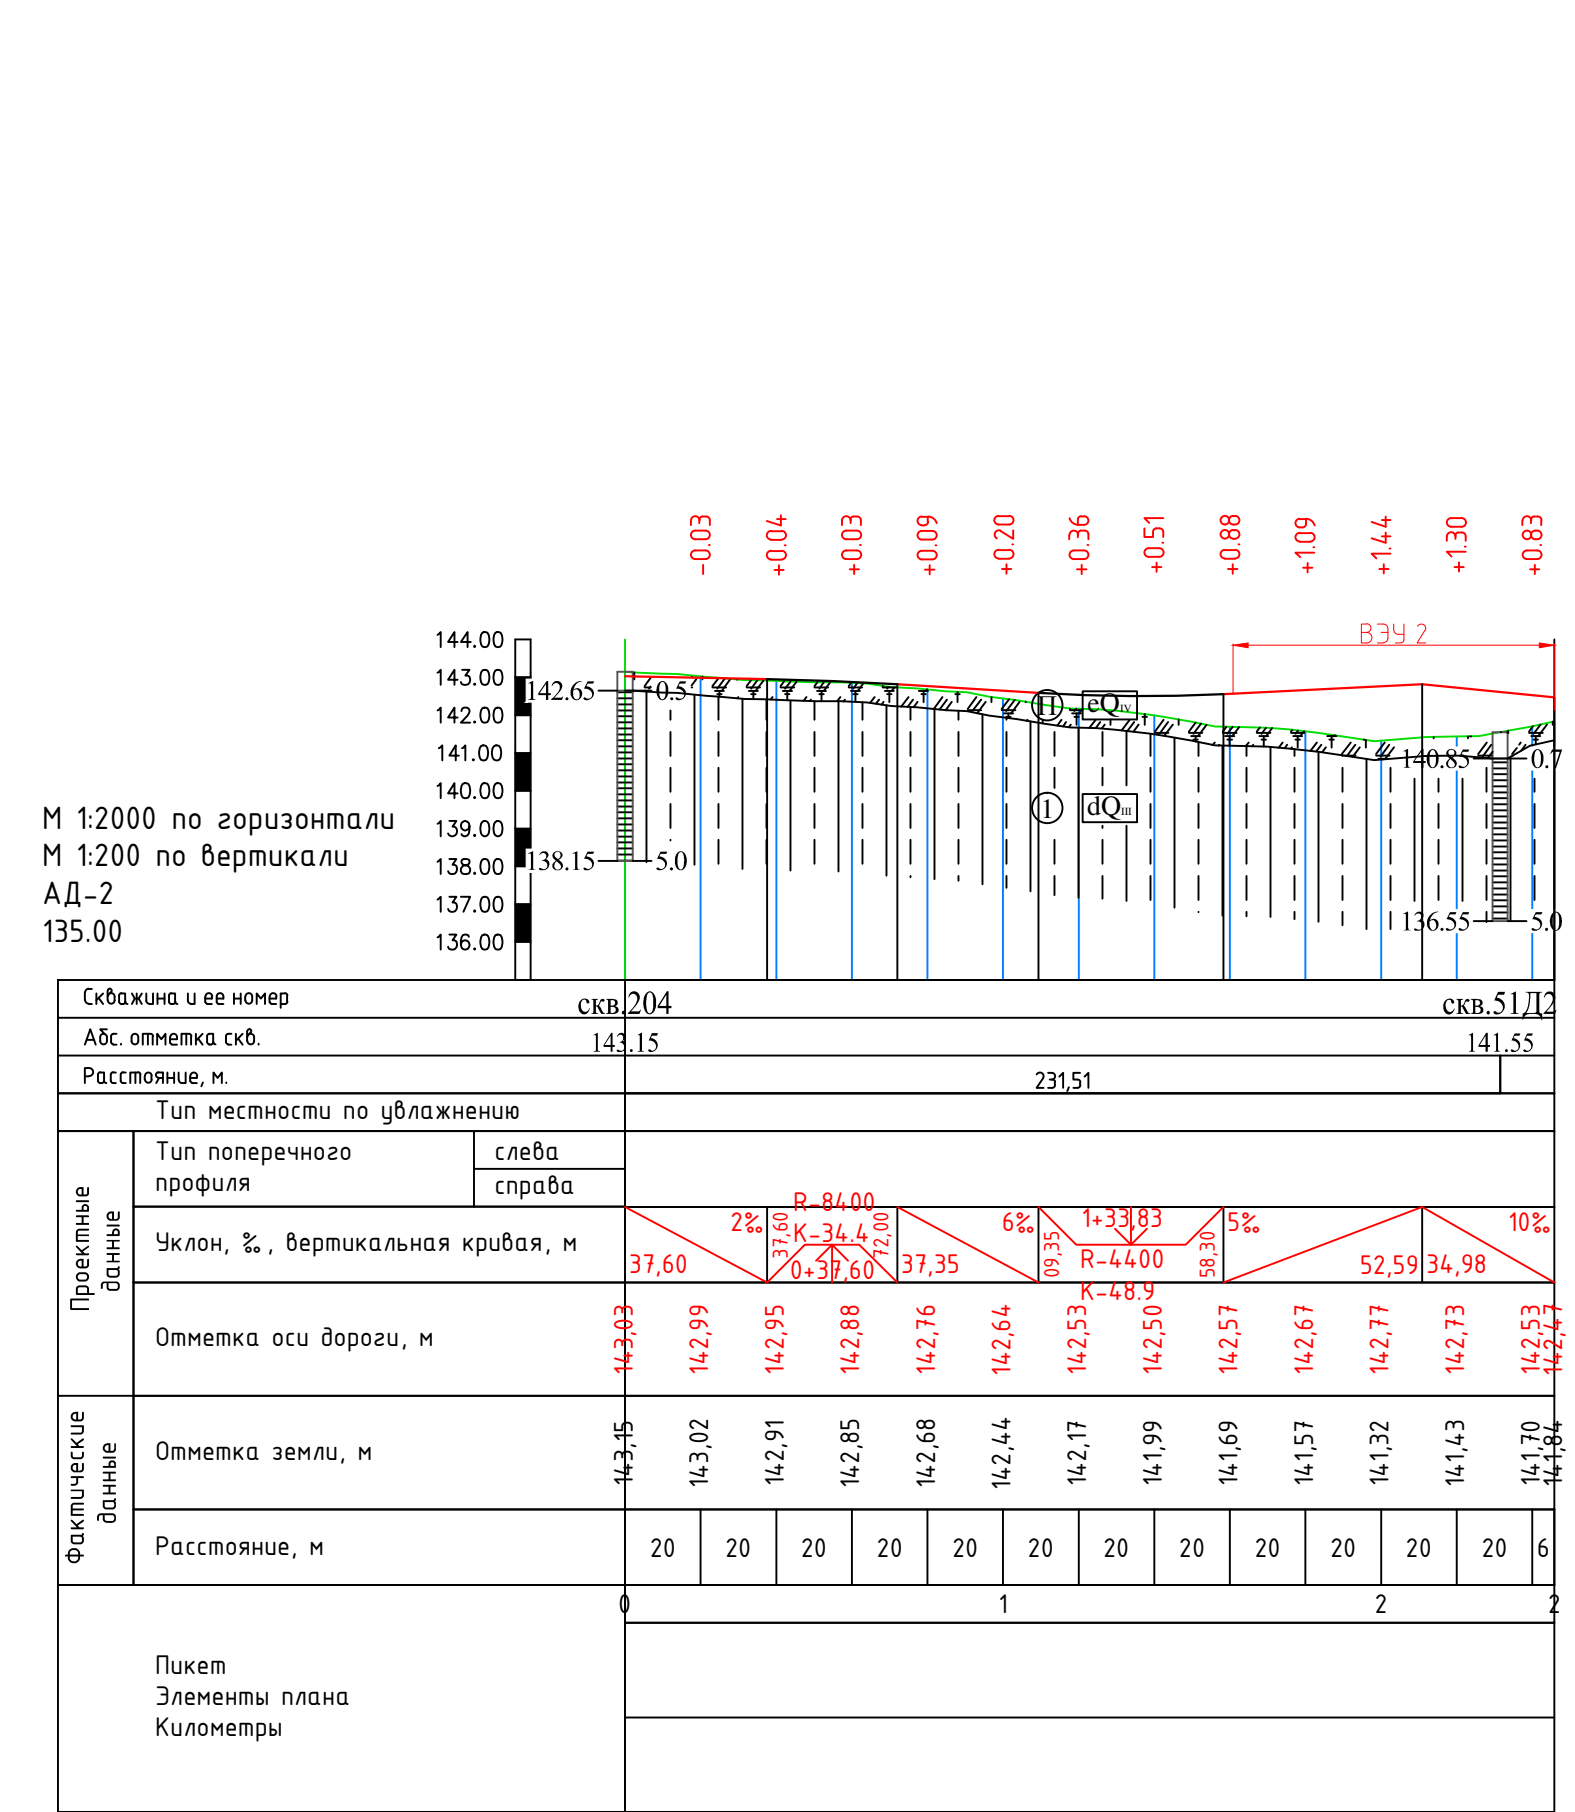 -0.03 +0.04 +0.03 +0.09 +0.20 +0.36 +0.51 +0.88 +1.09 +1.44 +1.30 +0.83
ВЭУ 2
144.00
143.00
142.00
141.00
140.00
139.00
138.00
137.00
136.00
142.65 0.5
138.15 5.0
П eQIV
1 dQIII
140.85 0.7
136.55 5.0
М 1:2000 по горизонтали
М 1:200 по вертикали
АД-2
135.00
Скважина и ее номер скв.204 скв.51Д2
Абс. отметка скв. 143.15 141.55
Расстояние, м. 231,51
Тип местности по увлажнению
Проектные данные
Тип поперечного профиля
слева
справа
Уклон, ‰, вертикальная кривая, м
37,60 2‰
37,60 R-8400 K-34.4 0+37,60 72,00
37,35 6‰
09,35 1+33,83 R-4400 K-48.9 58,30
5‰ 52,59
34,98 10‰
Отметка оси дороги, м
143,03 142,99 142,95 142,88 142,76 142,64 142,53 142,50 142,57 142,67 142,77 142,73 142,53 142,47
Фактические данные
Отметка земли, м
143,15 143,02 142,91 142,85 142,68 142,44 142,17 141,99 141,69 141,57 141,32 141,43 141,70 141,84
Расстояние, м
20 20 20 20 20 20 20 20 20 20 20 20 6
0 1 2 2
Пикет
Элементы плана
Километры